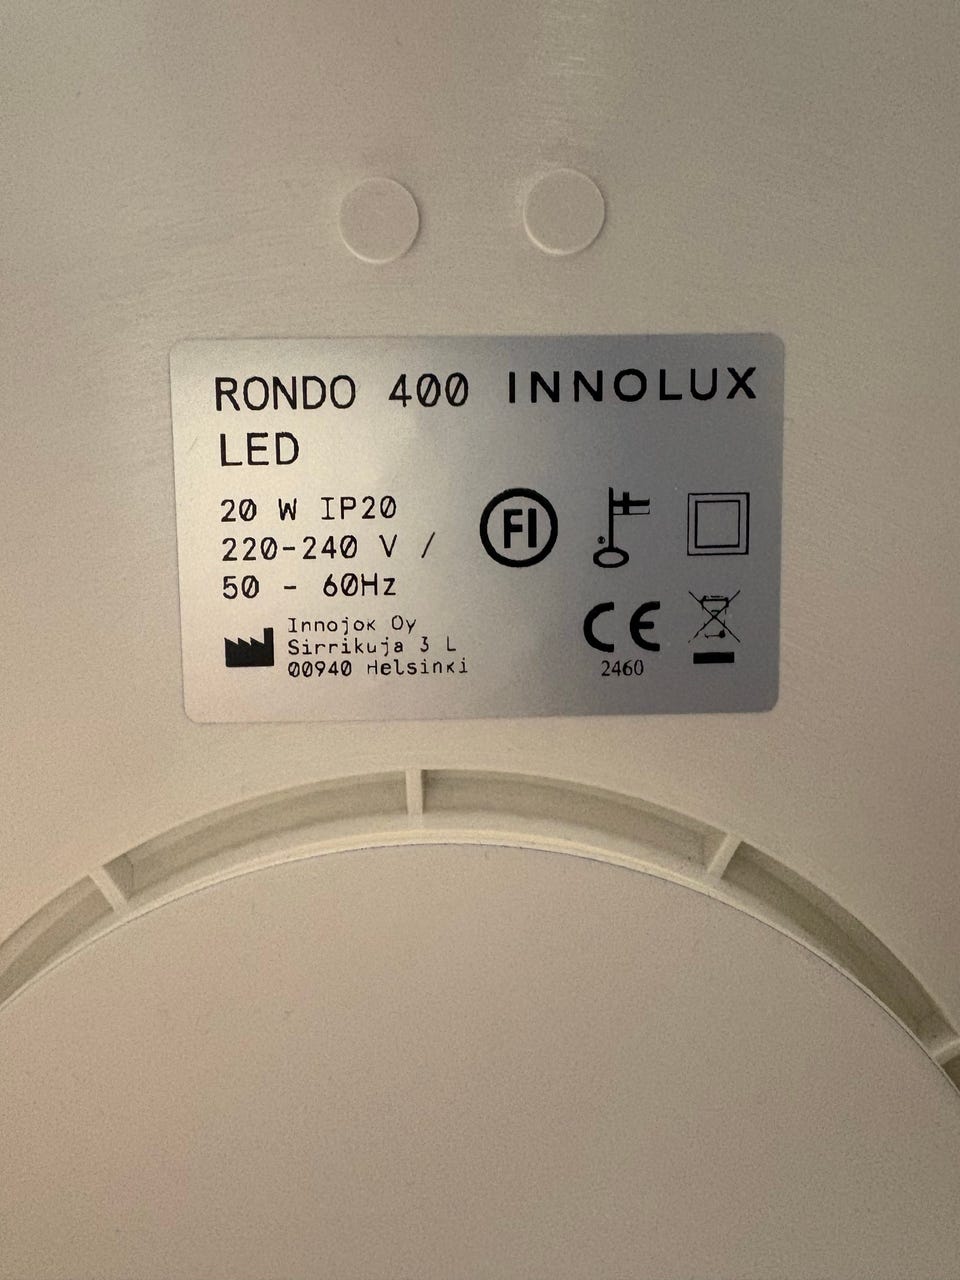 RONDO 400 INNOLUX
LED
20 W IP20
220-240 V /
50 - 60Hz
FI
Innojok Oy
Sirrikuja 3 L
00940 Helsinki
CE
2460